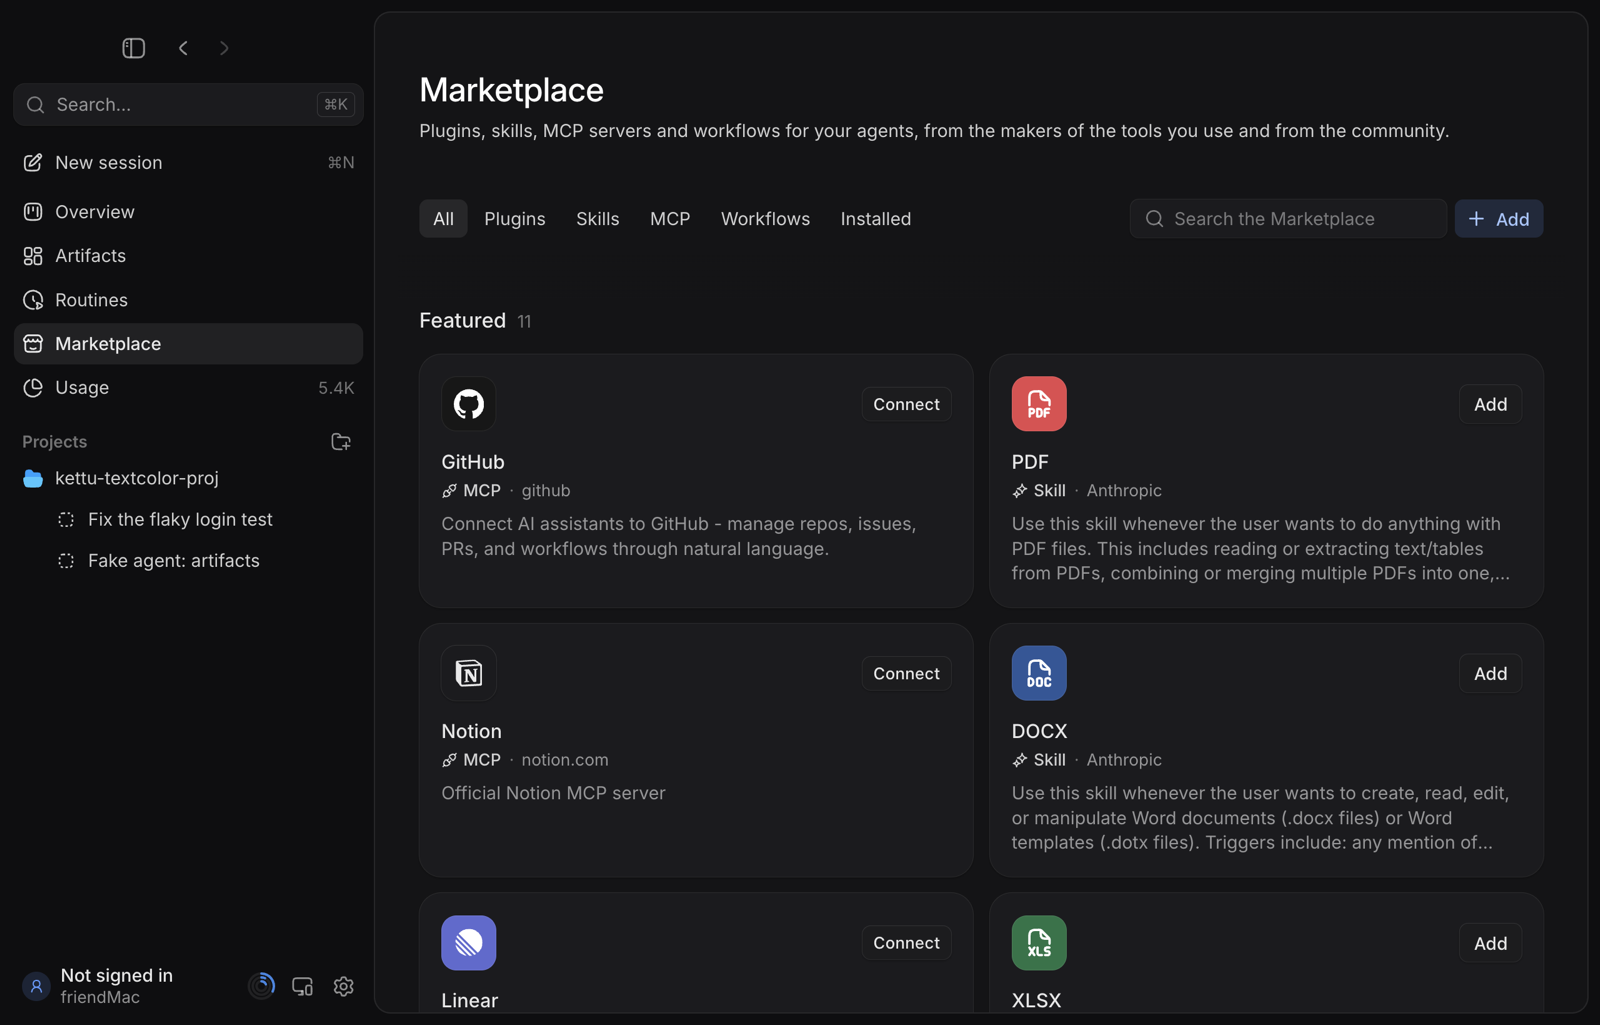 Search...
⌘K
New session
⌘N
Overview
Artifacts
Routines
Marketplace
Usage
5.4K
Projects
kettu-textcolor-proj
Fix the flaky login test
Fake agent: artifacts
Not signed in
friendMac
Marketplace
Plugins, skills, MCP servers and workflows for your agents, from the makers of the tools you use and from the community.
All
Plugins
Skills
MCP
Workflows
Installed
Search the Marketplace
+ Add
Featured 11
Connect
GitHub
MCP · github
Connect AI assistants to GitHub - manage repos, issues,
PRs, and workflows through natural language.
PDF
Add
PDF
Skill · Anthropic
Use this skill whenever the user wants to do anything with
PDF files. This includes reading or extracting text/tables
from PDFs, combining or merging multiple PDFs into one,...
N
Connect
Notion
MCP · notion.com
Official Notion MCP server
DOC
Add
DOCX
Skill · Anthropic
Use this skill whenever the user wants to create, read, edit,
or manipulate Word documents (.docx files) or Word
templates (.dotx files). Triggers include: any mention of...
Connect
Linear
XLS
Add
XLSX